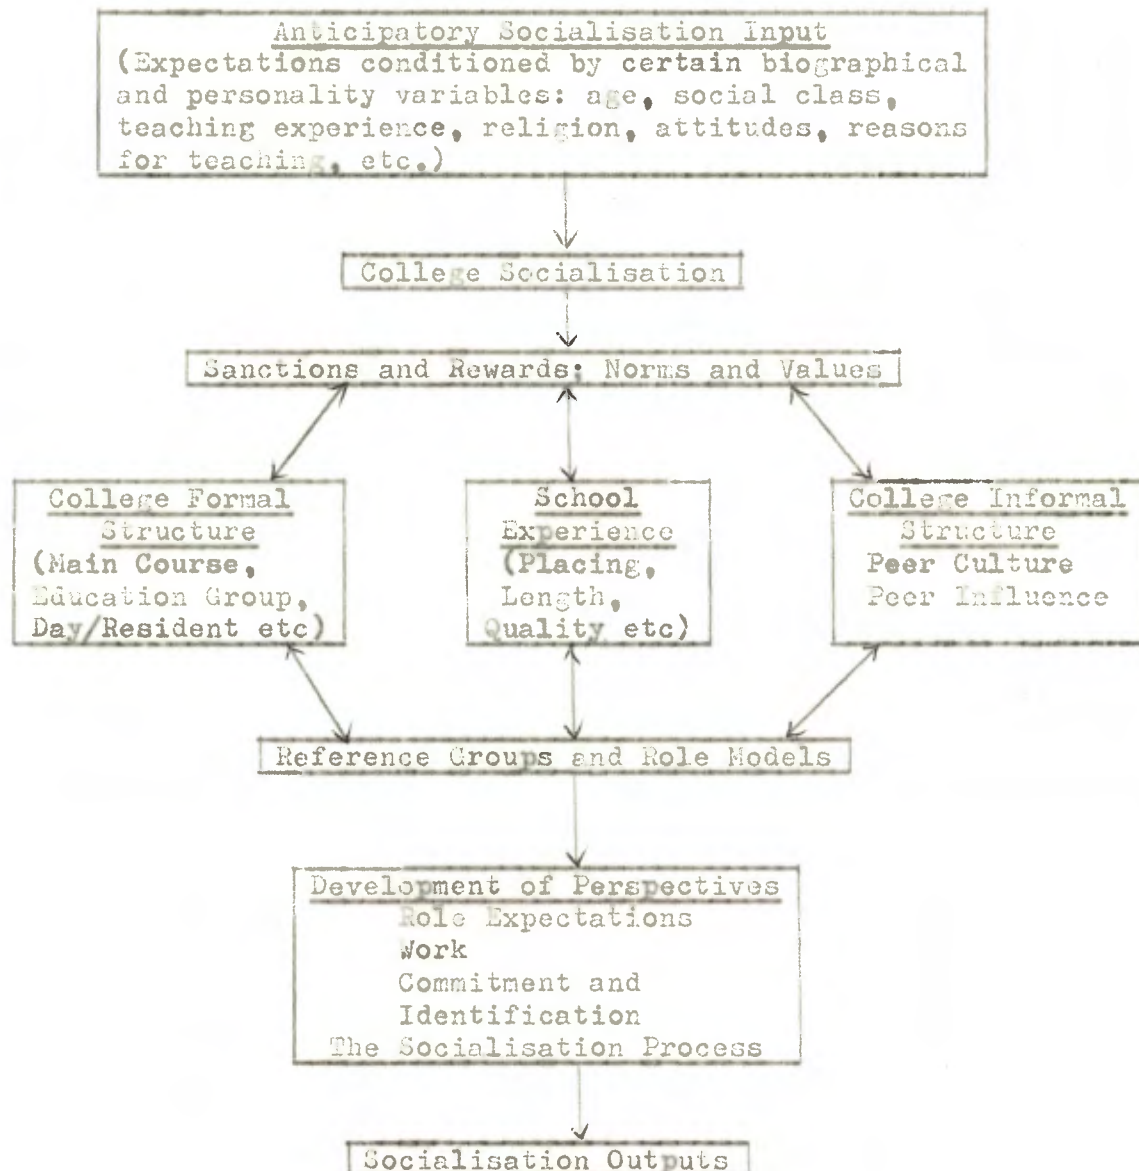 Anticipatory Socialisation Input
(Expectations conditioned by certain biographical
and personality variables: age, social class,
teaching experience, religion, attitudes, reasons
for teaching, etc.)
College Socialisation
Sanctions and Rewards; Norms and Values
College Formal
Structure
(Main Course,
Education Group,
Day/Resident etc)
School
Experience
(Placing,
Length,
Quality etc)
College Informal
Structure
Peer Culture
Peer Influence
Reference Groups and Role Models
Development of Perspectives
Role Expectations
Work
Commitment and
Identification
The Socialisation Process
Socialisation Outputs